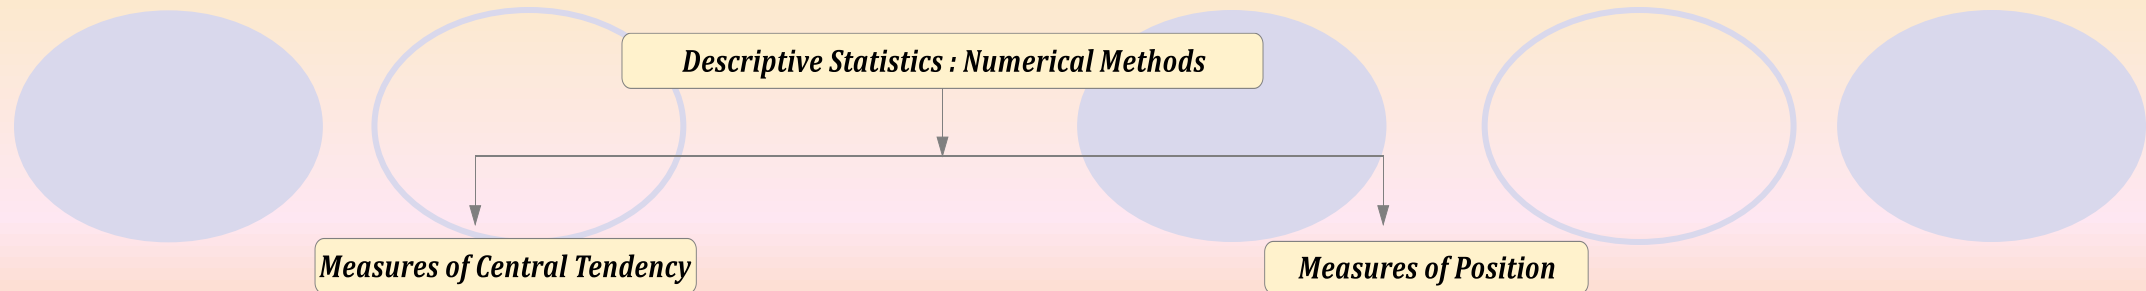 Descriptive Statistics : Numerical Methods
Measures of Central Tendency
Measures of Position